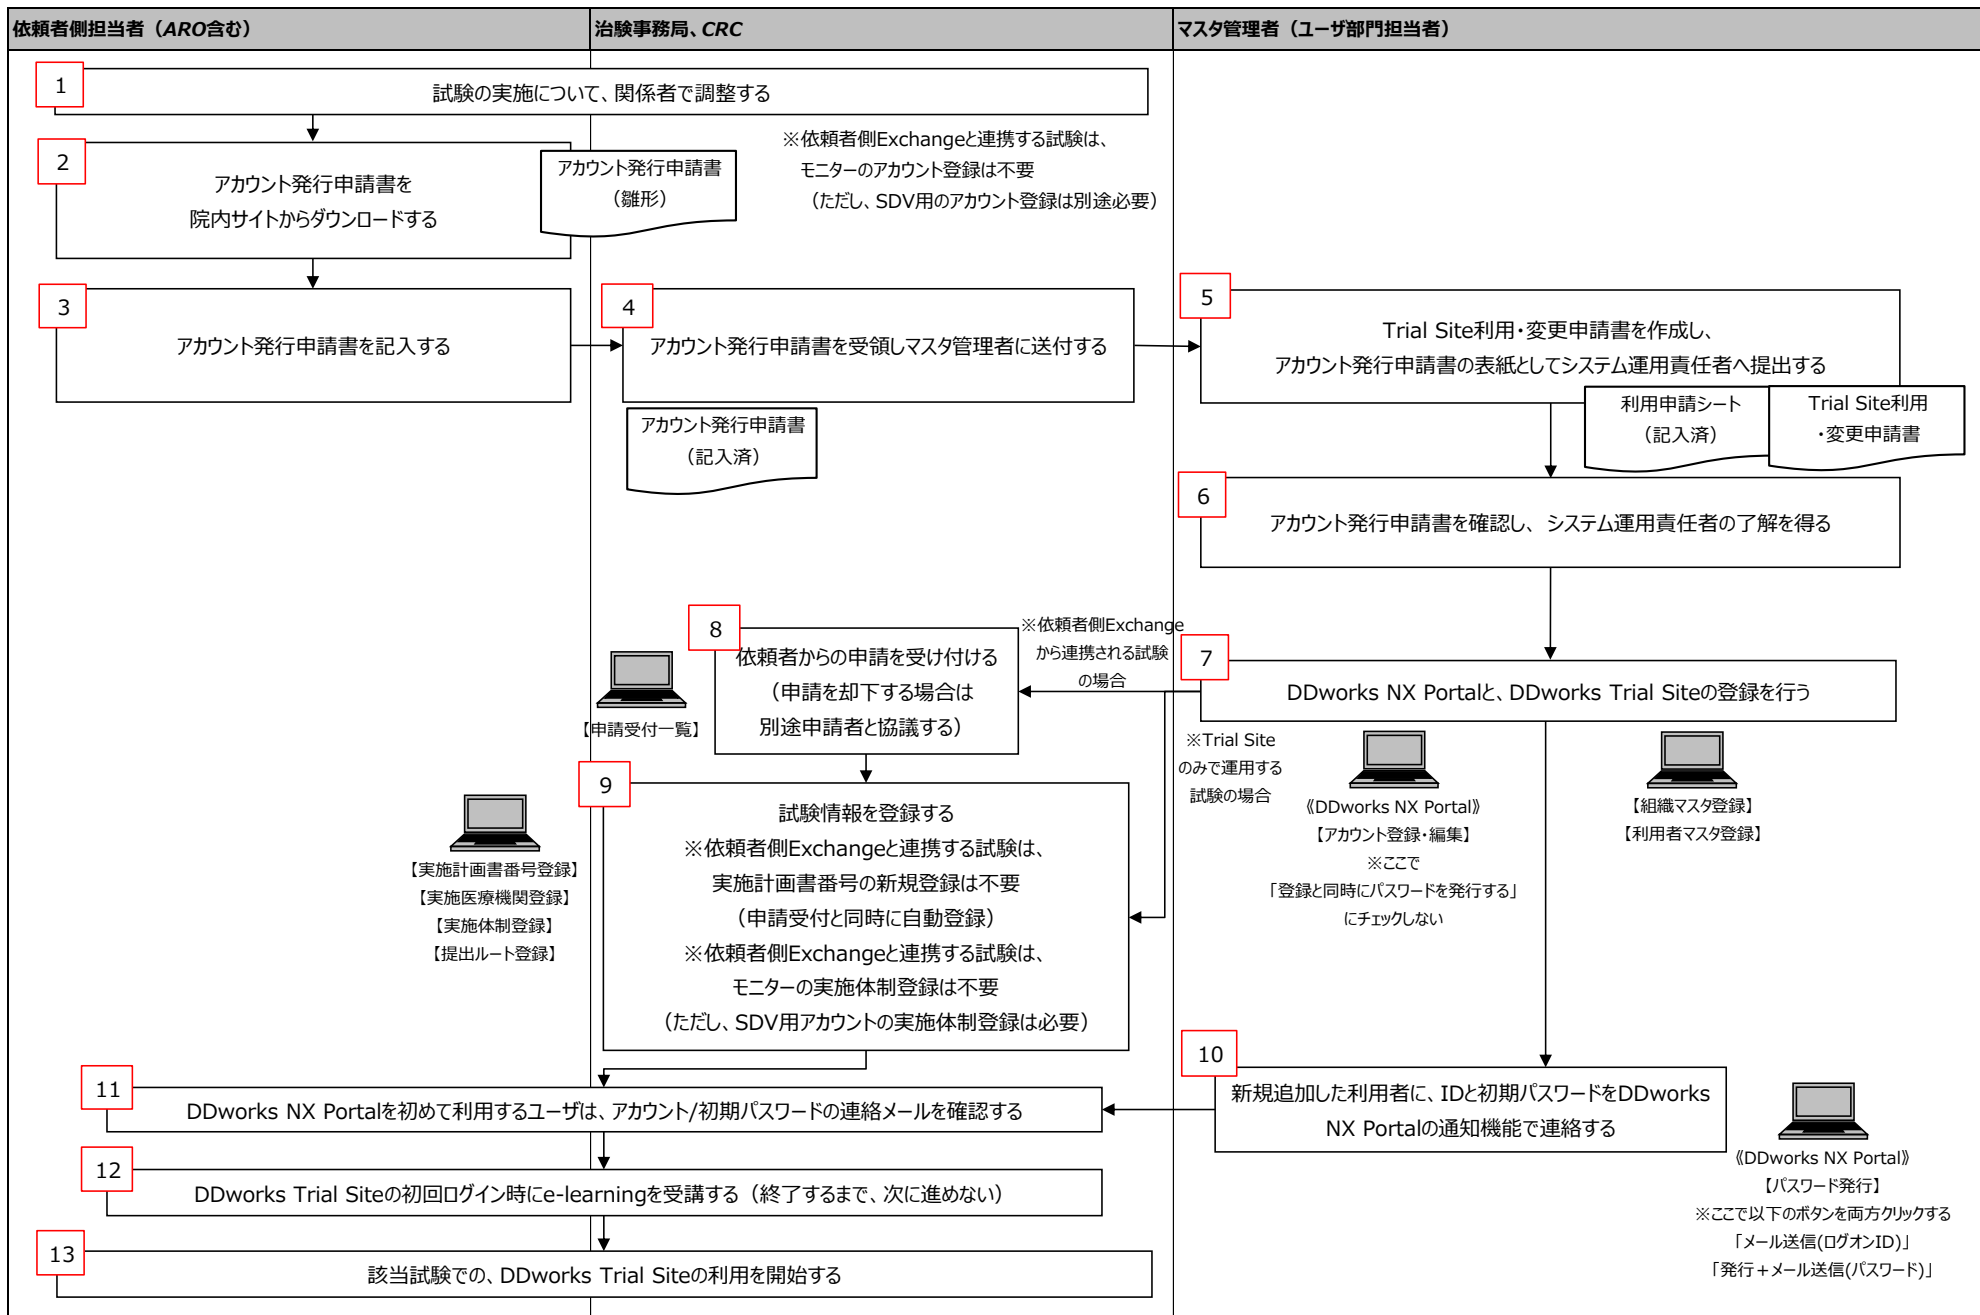 依頼者側担当者（ARO含む）
治験事務局、CRC
マスタ管理者（ユーザ部門担当者）
1
試験の実施について、関係者で調整する
※依頼者側Exchangeと連携する試験は、
モニターのアカウント登録は不要
（ただし、SDV用のアカウント登録は別途必要）
2
アカウント発行申請書を
院内サイトからダウンロードする
アカウント発行申請書
（雛形）
3
アカウント発行申請書を記入する
4
アカウント発行申請書を受領しマスタ管理者に送付する
アカウント発行申請書
（記入済）
5
Trial Site利用・変更申請書を作成し、
アカウント発行申請書の表紙としてシステム運用責任者へ提出する
利用申請シート
（記入済）
Trial Site利用
・変更申請書
6
アカウント発行申請書を確認し、システム運用責任者の了解を得る
7
DDworks NX Portalと、DDworks Trial Siteの登録を行う
※依頼者側Exchange
から連携される試験
の場合
8
依頼者からの申請を受け付ける
（申請を却下する場合は
別途申請者と協議する）
【申請受付一覧】
※Trial Site
のみで運用する
試験の場合
《DDworks NX Portal》
【アカウント登録・編集】
※ここで
「登録と同時にパスワードを発行する」
にチェックしない
【組織マスタ登録】
【利用者マスタ登録】
9
試験情報を登録する
※依頼者側Exchangeと連携する試験は、
実施計画書番号の新規登録は不要
（申請受付と同時に自動登録）
※依頼者側Exchangeと連携する試験は、
モニターの実施体制登録は不要
（ただし、SDV用アカウントの実施体制登録は必要）
【実施計画書番号登録】
【実施医療機関登録】
【実施体制登録】
【提出ルート登録】
10
新規追加した利用者に、IDと初期パスワードをDDworks
NX Portalの通知機能で連絡する
《DDworks NX Portal》
【パスワード発行】
※ここで以下のボタンを両方クリックする
「メール送信(ログオンID)」
「発行＋メール送信(パスワード)」
11
DDworks NX Portalを初めて利用するユーザは、アカウント/初期パスワードの連絡メールを確認する
12
DDworks Trial Siteの初回ログイン時にe-learningを受講する（終了するまで、次に進めない）
13
該当試験での、DDworks Trial Siteの利用を開始する